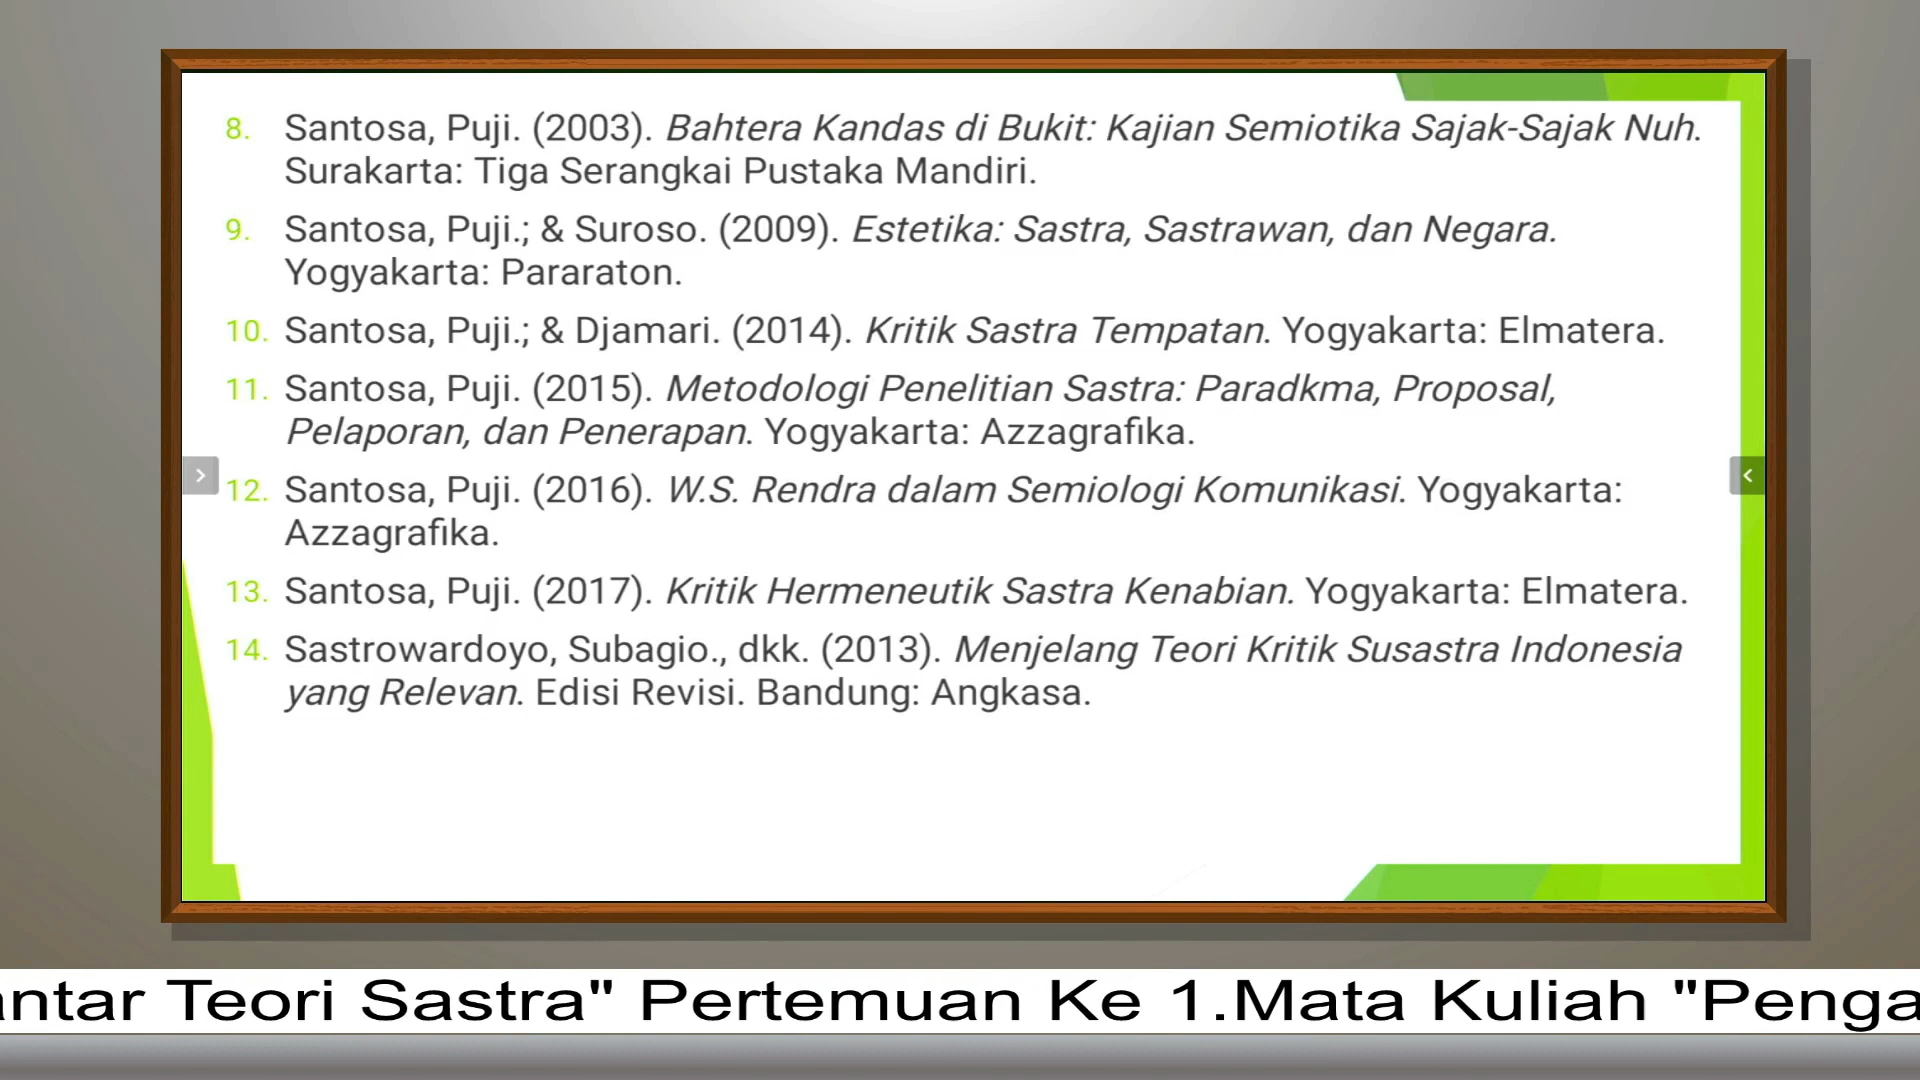 8. Santosa, Puji. (2003). Bahtera Kandas di Bukit: Kajian Semiotika Sajak-Sajak Nuh.
Surakarta: Tiga Serangkai Pustaka Mandiri.
9. Santosa, Puji.; & Suroso. (2009). Estetika: Sastra, Sastrawan, dan Negara.
Yogyakarta: Pararaton.
10. Santosa, Puji.; & Djamari. (2014). Kritik Sastra Tempatan. Yogyakarta: Elmatera.
11. Santosa, Puji. (2015). Metodologi Penelitian Sastra: Paradkma, Proposal,
Pelaporan, dan Penerapan. Yogyakarta: Azzagrafika.
12. Santosa, Puji. (2016). W.S. Rendra dalam Semiologi Komunikasi. Yogyakarta:
Azzagrafika.
13. Santosa, Puji. (2017). Kritik Hermeneutik Sastra Kenabian. Yogyakarta: Elmatera.
14. Sastrowardoyo, Subagio., dkk. (2013). Menjelang Teori Kritik Susastra Indonesia
yang Relevan. Edisi Revisi. Bandung: Angkasa.
antar Teori Sastra" Pertemuan Ke 1.Mata Kuliah "Penga